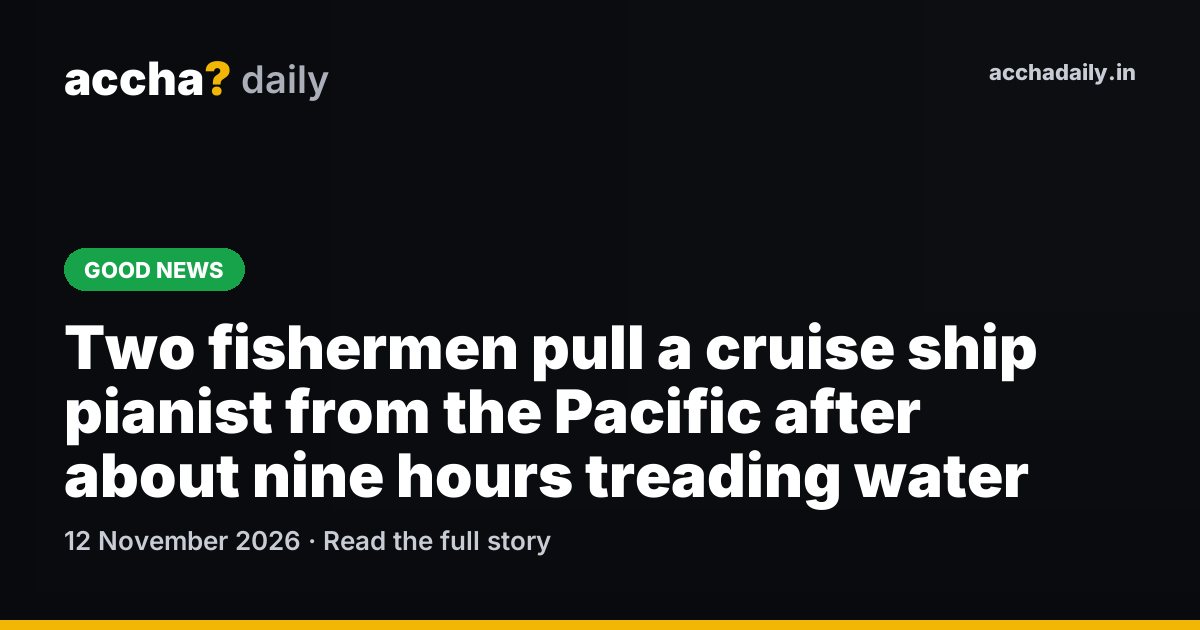 accha? daily
acchadaily.in
GOOD NEWS
Two fishermen pull a cruise ship
pianist from the Pacific after
about nine hours treading water
12 November 2026 · Read the full story